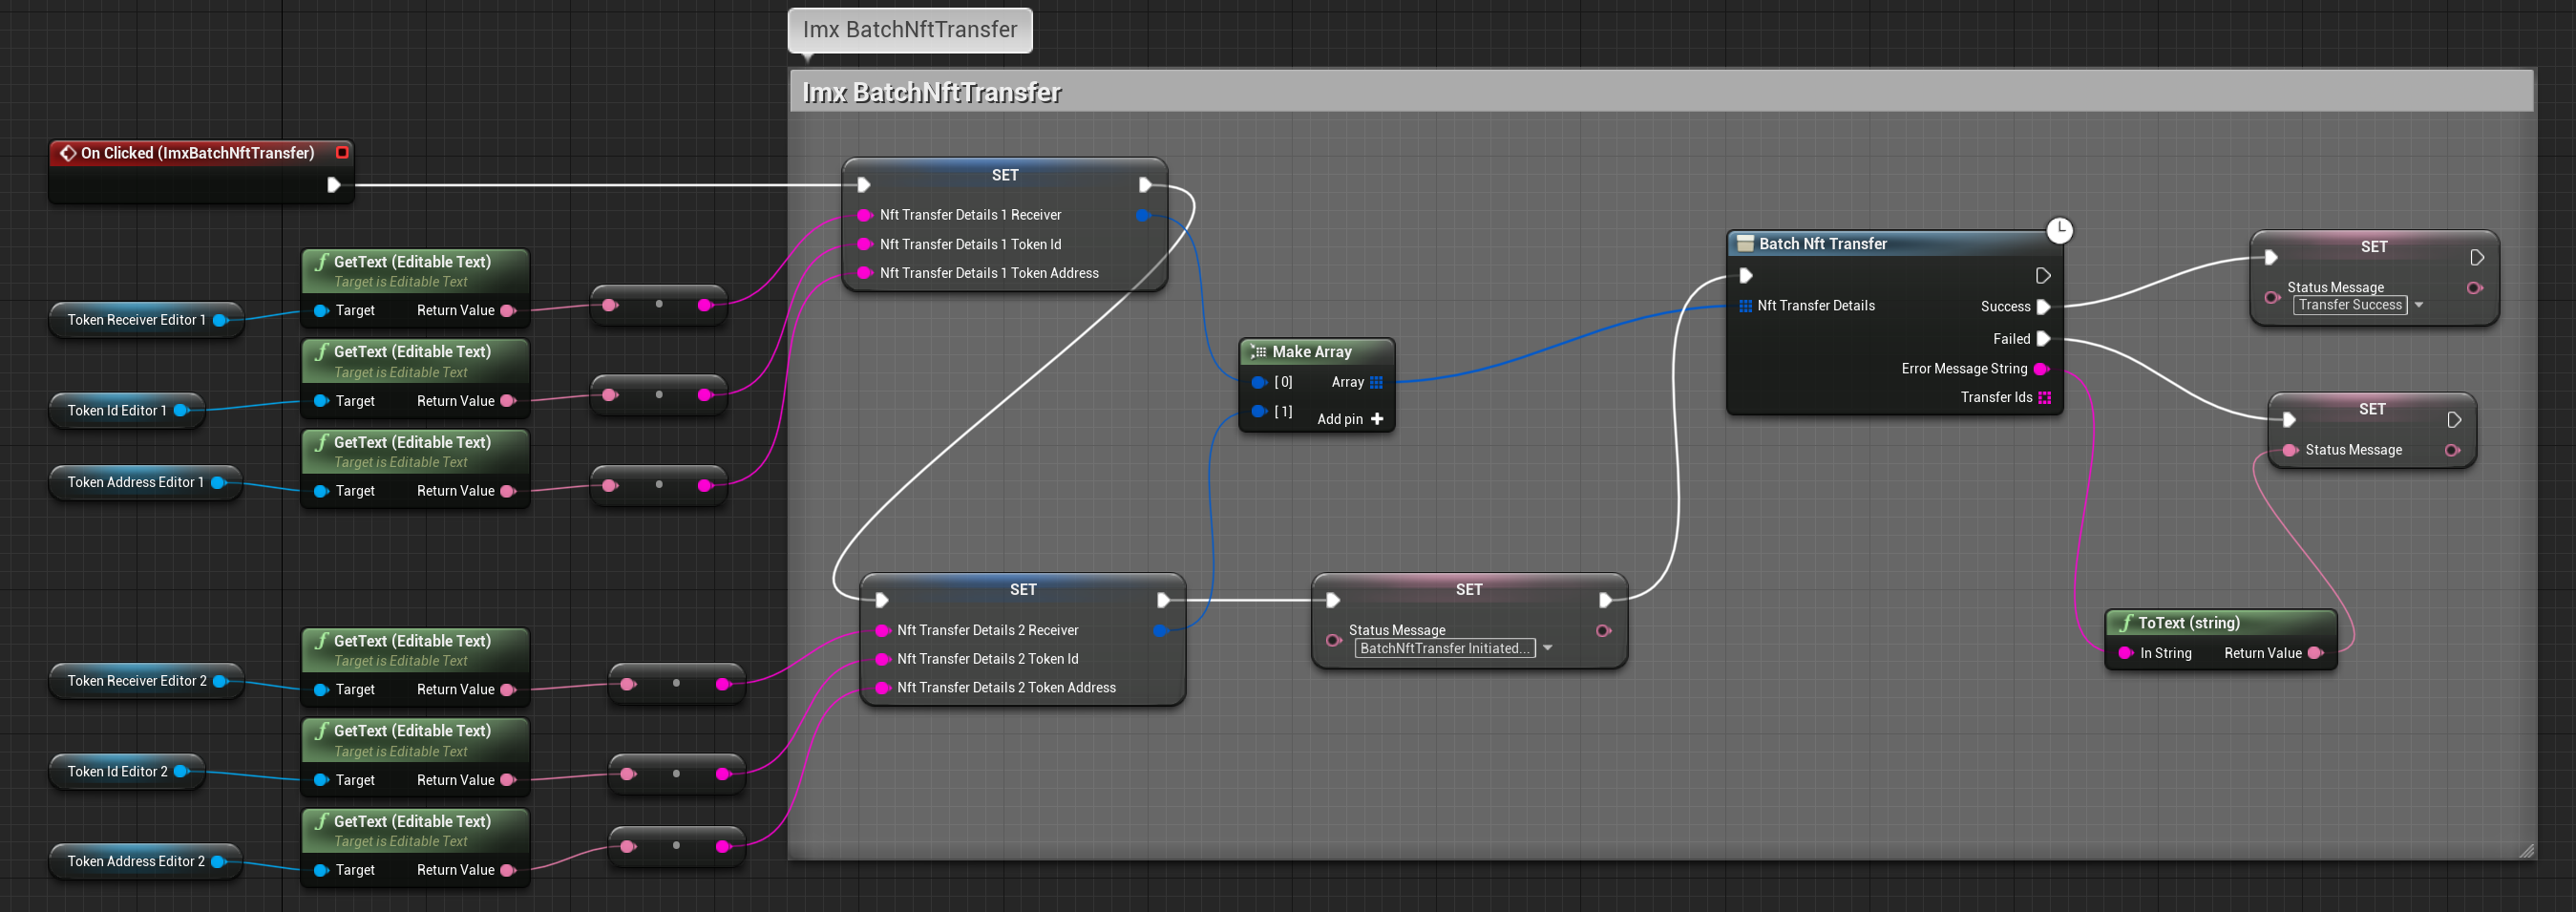 Imx BatchNftTransfer
Imx BatchNftTransfer
On Clicked (ImxBatchNftTransfer)
SET
Nft Transfer Details 1 Receiver
Nft Transfer Details 1 Token Id
Nft Transfer Details 1 Token Address
f GetText (Editable Text)
Target is Editable Text
Target Return Value
Token Receiver Editor 1
f GetText (Editable Text)
Target is Editable Text
Target Return Value
Token Id Editor 1
f GetText (Editable Text)
Target is Editable Text
Target Return Value
Token Address Editor 1
Make Array
[ 0] Array
[ 1]
Add pin +
Batch Nft Transfer
Nft Transfer Details Success
Failed
Error Message String
Transfer Ids
SET
Status Message
Transfer Success
SET
Status Message
SET
Nft Transfer Details 2 Receiver
Nft Transfer Details 2 Token Id
Nft Transfer Details 2 Token Address
SET
Status Message
BatchNftTransfer Initiated...
f ToText (string)
In String Return Value
f GetText (Editable Text)
Target is Editable Text
Target Return Value
Token Receiver Editor 2
f GetText (Editable Text)
Target is Editable Text
Target Return Value
Token Id Editor 2
f GetText (Editable Text)
Target is Editable Text
Target Return Value
Token Address Editor 2